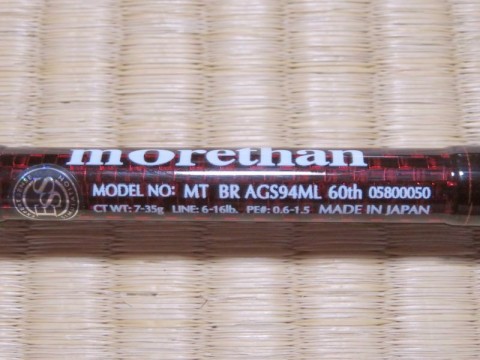 morethan
MODEL NO: MT BR AGS94ML 60th 05800050
CT WT: 7-35g LINE: 6-16lb. PE#: 0.6-1.5 MADE IN JAPAN